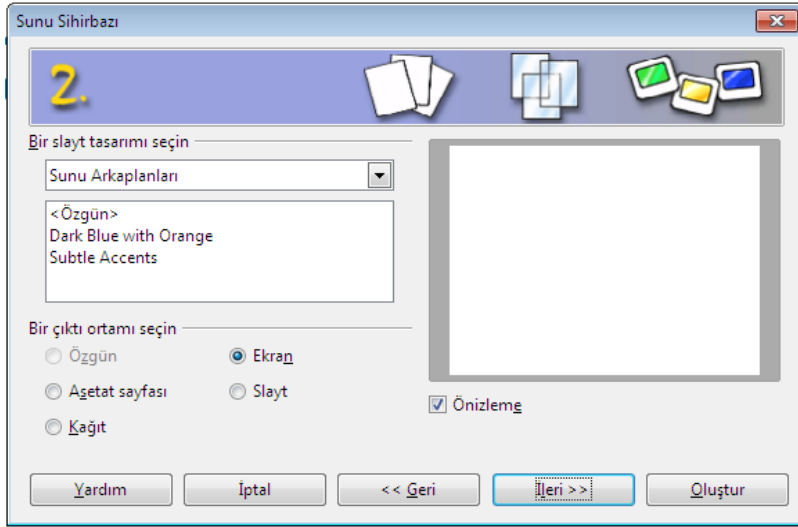 Sunu Sihirbazı
2.
Bir slayt tasarımı seçin
Sunu Arkaplanları
<Özgün>
Dark Blue with Orange
Subtle Accents
Bir çıktı ortamı seçin
Özgün
Ekran
Asetat sayfası
Slayt
Kağıt
Önizleme
Yardım
İptal
<< Geri
İleri >>
Oluştur